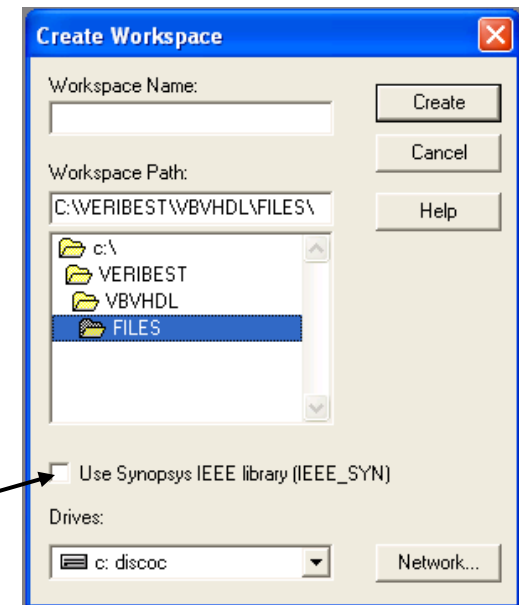 Create Workspace
Workspace Name:
Create
Cancel
Workspace Path:
C:\VERIBEST\VBVHDL\FILES\
Help
c:\
VERIBEST
VBVHDL
FILES
Use Synopsys IEEE library (IEEE_SYN)
Drives:
c: discoc
Network...